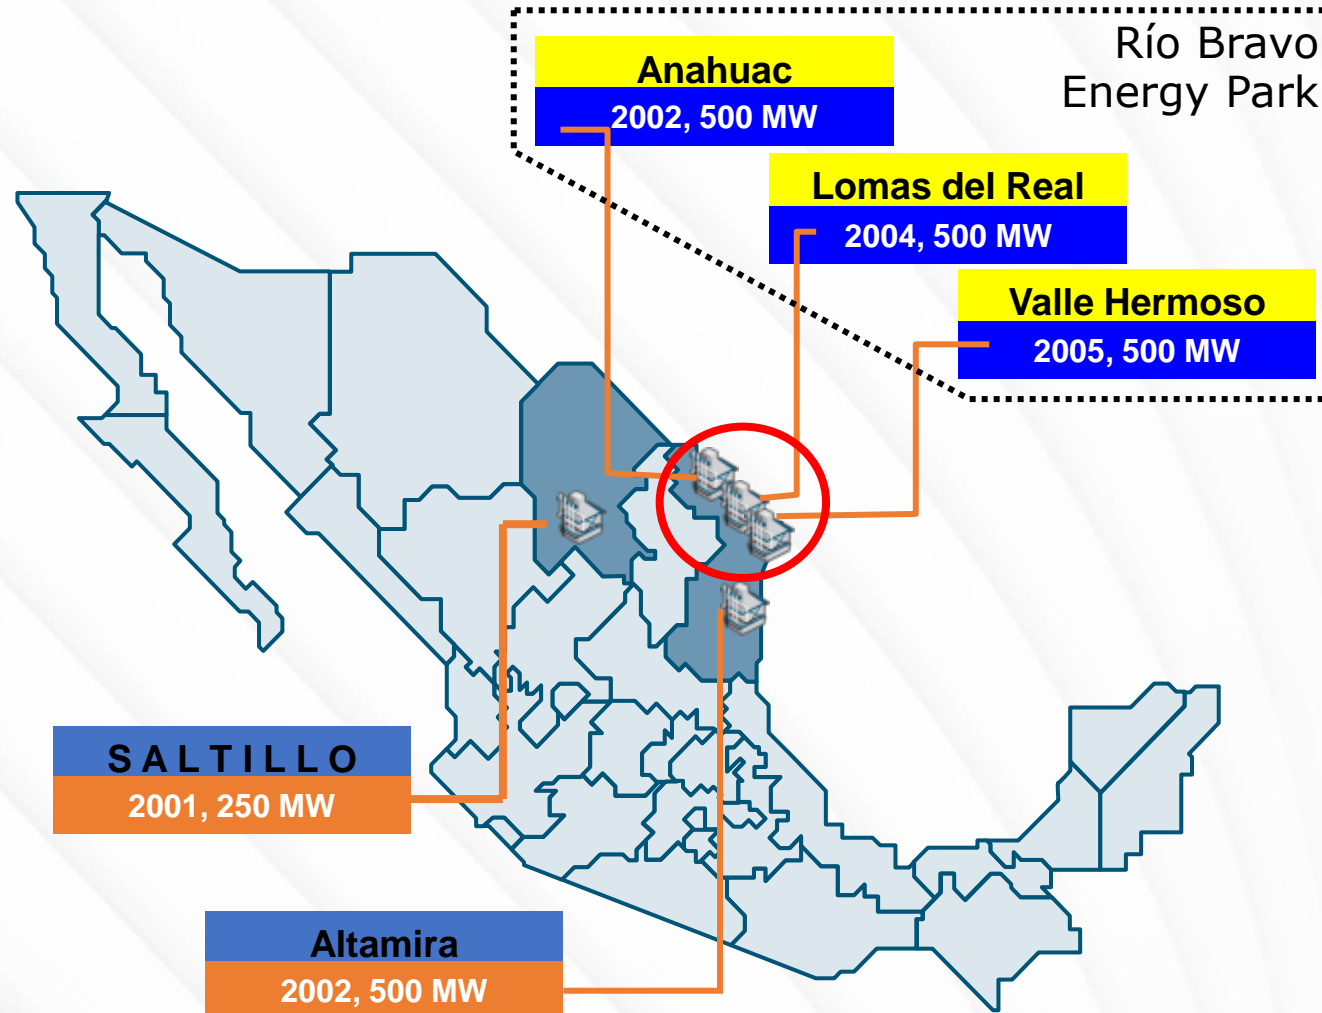 Río Bravo
Energy Park
Anahuac
2002, 500 MW
Lomas del Real
2004, 500 MW
Valle Hermoso
2005, 500 MW
S A L T I L L O
2001, 250 MW
Altamira
2002, 500 MW